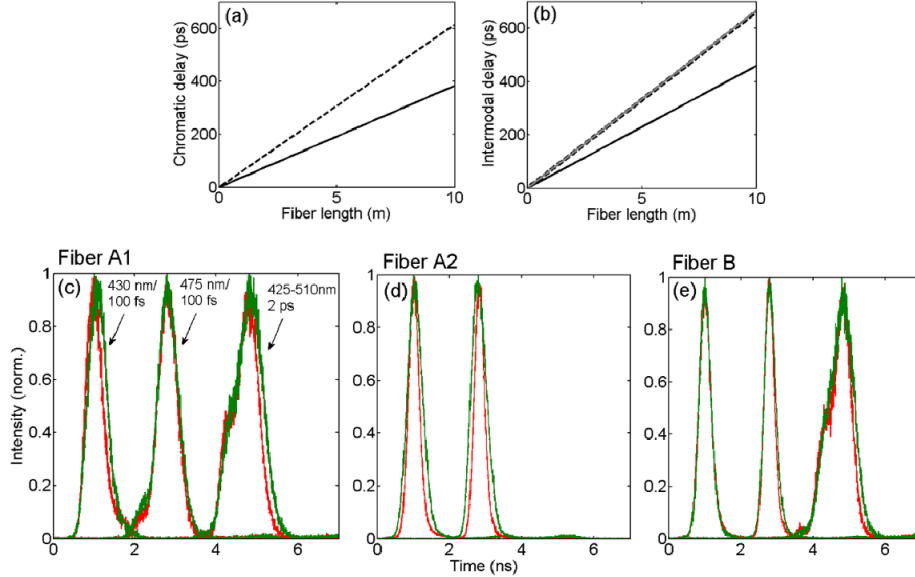 (a)
Chromatic delay (ps)
600
400
200
0
0
5
10
Fiber length (m)
(b)
Intermodal delay (ps)
600
400
200
0
0
5
10
Fiber length (m)
Fiber A1
(c)
430 nm/
100 fs
475 nm/
100 fs
425-510nm
2 ps
Intensity (norm.)
1
0.8
0.6
0.4
0.2
0
0
2
4
6
Fiber A2
(d)
1
0.8
0.6
0.4
0.2
0
0
2
4
6
Time (ns)
Fiber B
(e)
1
0.8
0.6
0.4
0.2
0
0
2
4
6